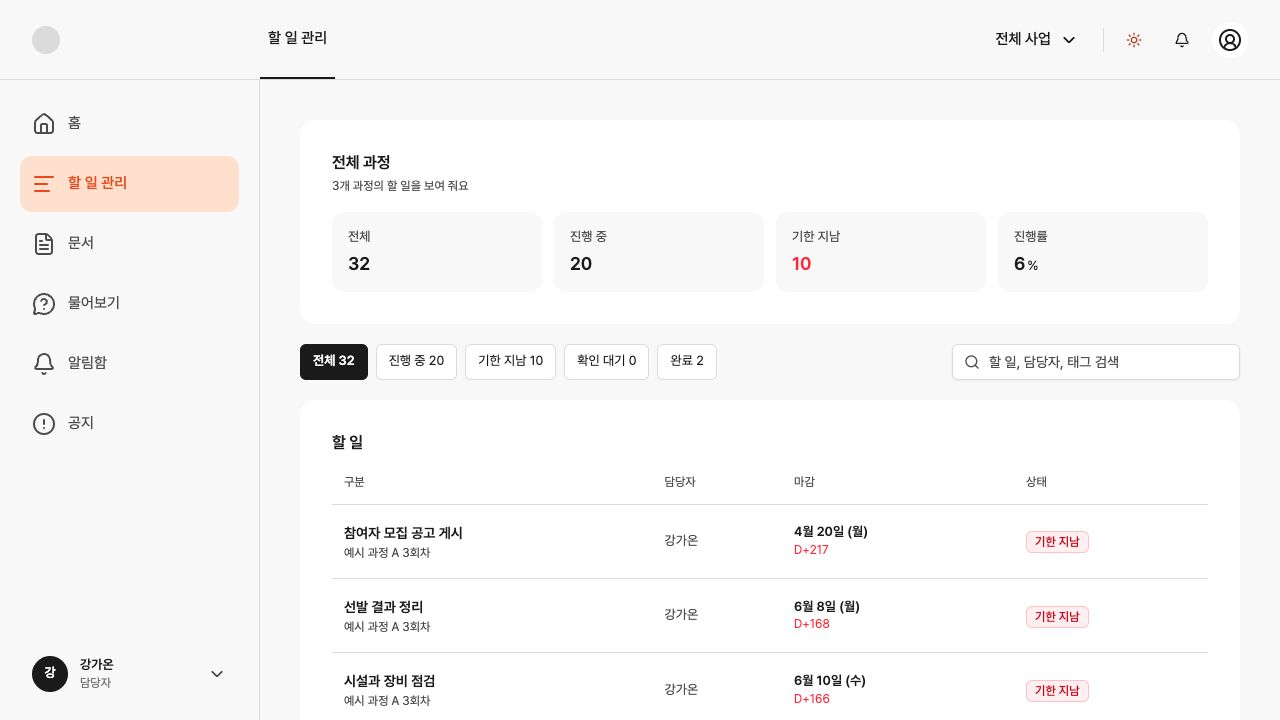 할 일 관리
전체 사업
홈
할 일 관리
문서
물어보기
알림함
공지
강
강가온
담당자
전체 과정
3개 과정의 할 일을 보여 줘요
전체
32
진행 중
20
기한 지남
10
진행률
6%
전체 32
진행 중 20
기한 지남 10
확인 대기 0
완료 2
할 일, 담당자, 태그 검색
할 일
구분 담당자 마감 상태
참여자 모집 공고 게시
예시 과정 A 3회차
강가온
4월 20일 (월)
D+217
기한 지남
선발 결과 정리
예시 과정 A 3회차
강가온
6월 8일 (월)
D+168
기한 지남
시설과 장비 점검
예시 과정 A 3회차
강가온
6월 10일 (수)
D+166
기한 지남